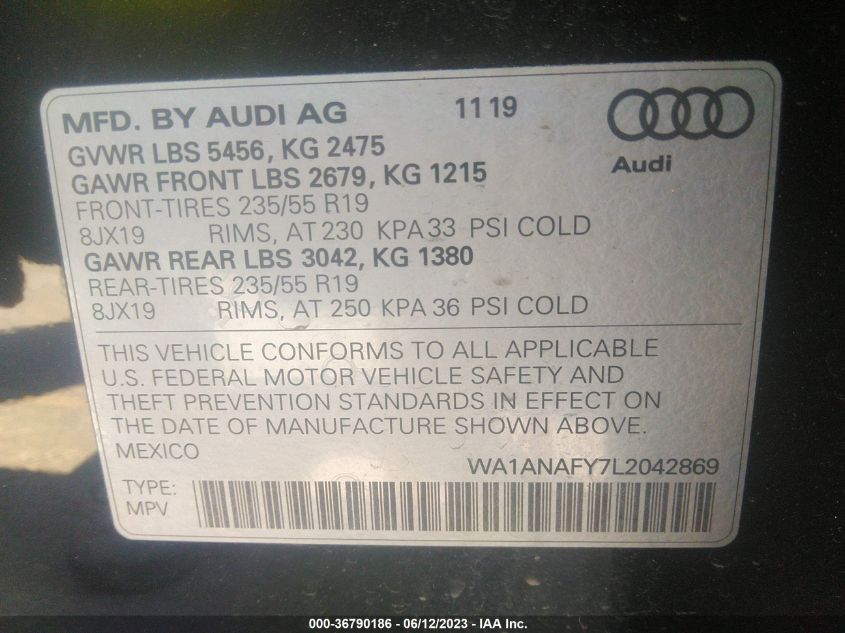 MFD. BY AUDI AG 11 19
Audi
GVWR LBS 5456, KG 2475
GAWR FRONT LBS 2679, KG 1215
FRONT-TIRES 235/55 R19
8JX19 RIMS, AT 230 KPA 33 PSI COLD
GAWR REAR LBS 3042, KG 1380
REAR-TIRES 235/55 R19
8JX19 RIMS, AT 250 KPA 36 PSI COLD
THIS VEHICLE CONFORMS TO ALL APPLICABLE
U.S. FEDERAL MOTOR VEHICLE SAFETY AND
THEFT PREVENTION STANDARDS IN EFFECT ON
THE DATE OF MANUFACTURE SHOWN ABOVE.
MEXICO
WA1ANAFY7L2042869
TYPE:
MPV
000-36790186 - 06/12/2023 - IAA Inc.